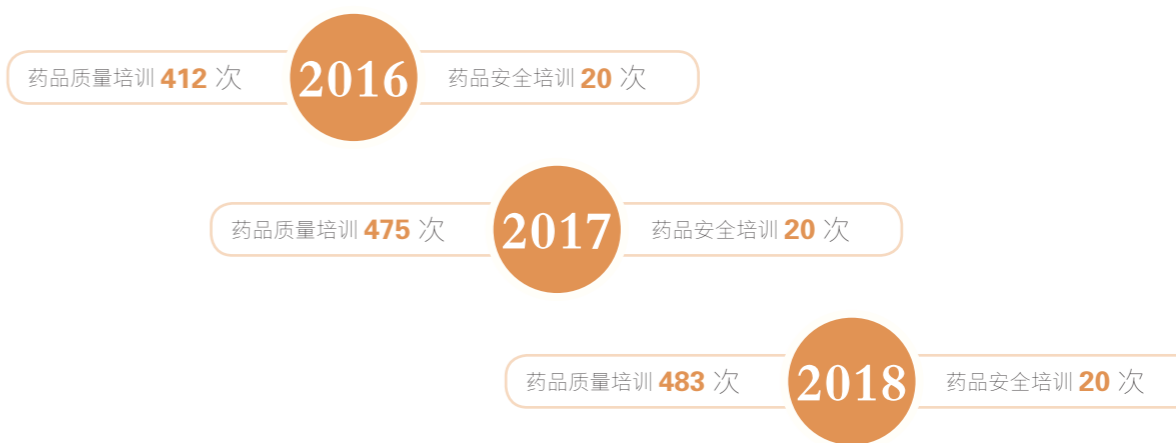 药品质量培训 412 次 2016 药品安全培训 20 次
药品质量培训 475 次 2017 药品安全培训 20 次
药品质量培训 483 次 2018 药品安全培训 20 次